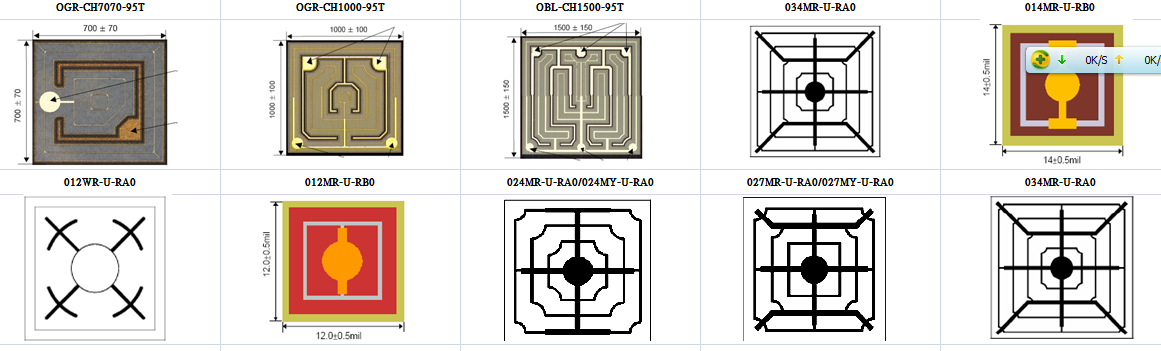 OGR-CH7070-95T
OGR-CH1000-95T
OBL-CH1500-95T
034MR-U-RA0
014MR-U-RB0
700 ± 70
700 ± 70
1000 ± 100
1000 ± 100
1500 ± 150
1500 ± 150
14±0.5mil
14±0.5mil
0K/S
0K/
012WR-U-RA0
012MR-U-RB0
024MR-U-RA0/024MY-U-RA0
027MR-U-RA0/027MY-U-RA0
034MR-U-RA0
12.0±0.5mil
12.0±0.5mil